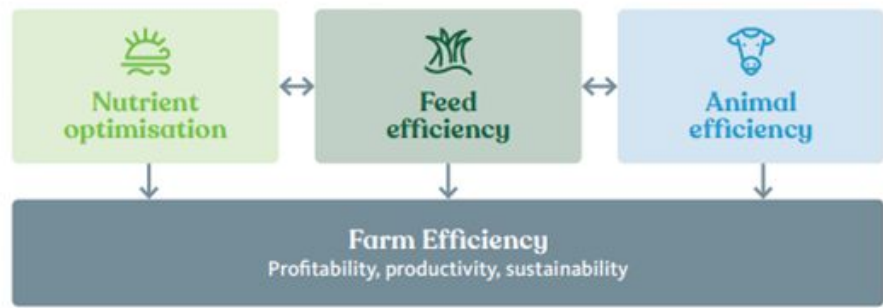 Nutrient
optimisation
Feed
efficiency
Animal
efficiency
Farm Efficiency
Profitability, productivity, sustainability